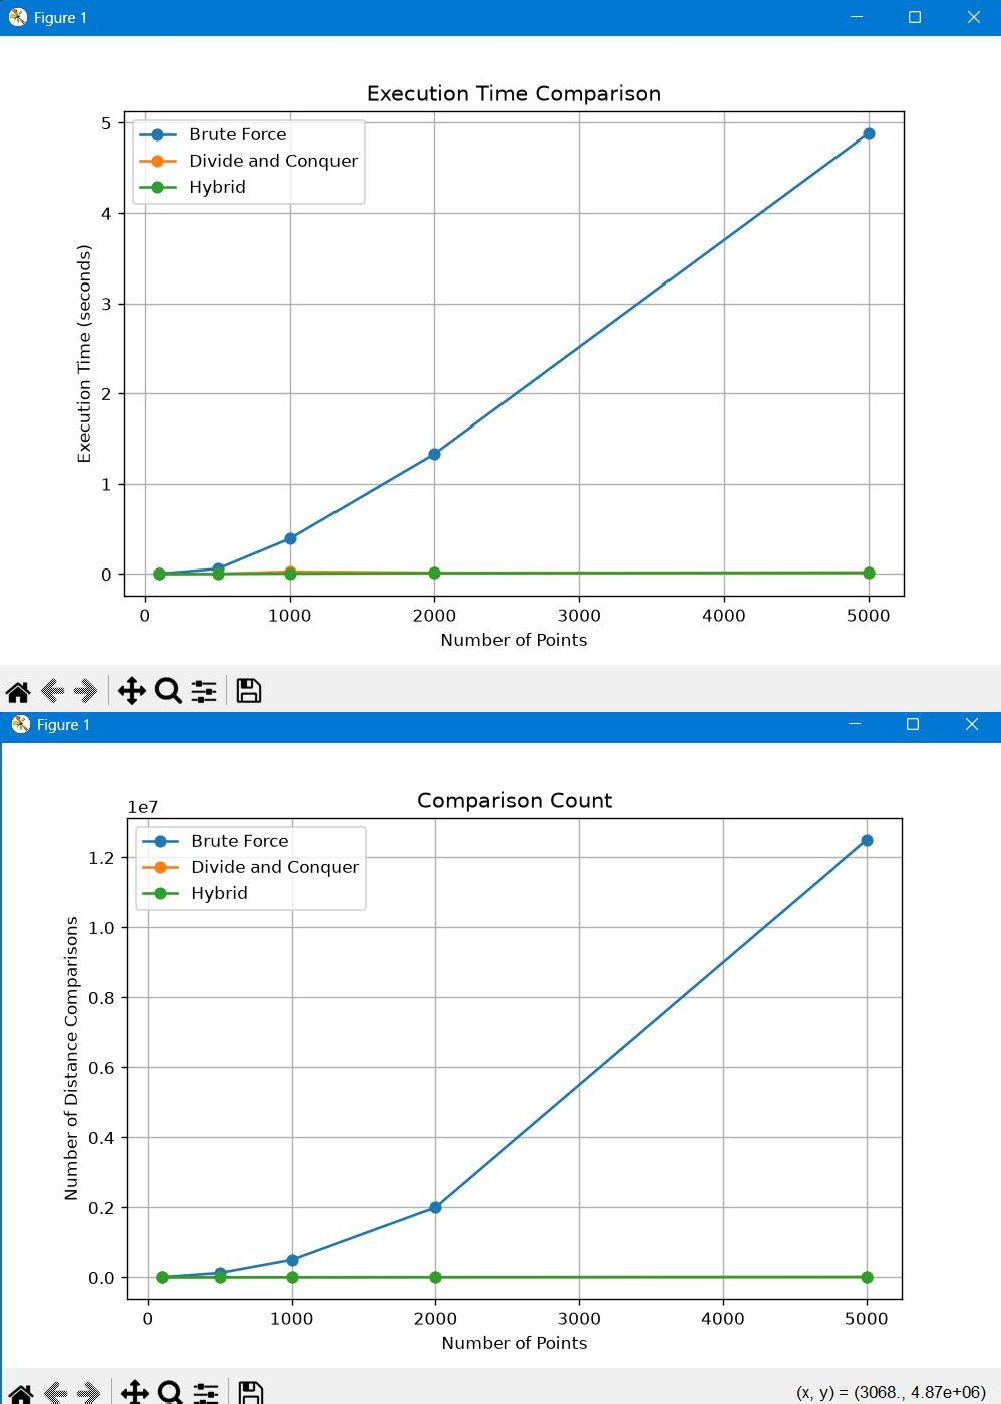 Figure 1
Execution Time Comparison
Brute Force
Divide and Conquer
Hybrid
5
4
3
2
1
0
Execution Time (seconds)
0 1000 2000 3000 4000 5000
Number of Points
Figure 1
Comparison Count
1e7
Brute Force
Divide and Conquer
Hybrid
1.2
1.0
0.8
0.6
0.4
0.2
0.0
Number of Distance Comparisons
0 1000 2000 3000 4000 5000
Number of Points
(x, y) = (3068., 4.87e+06)